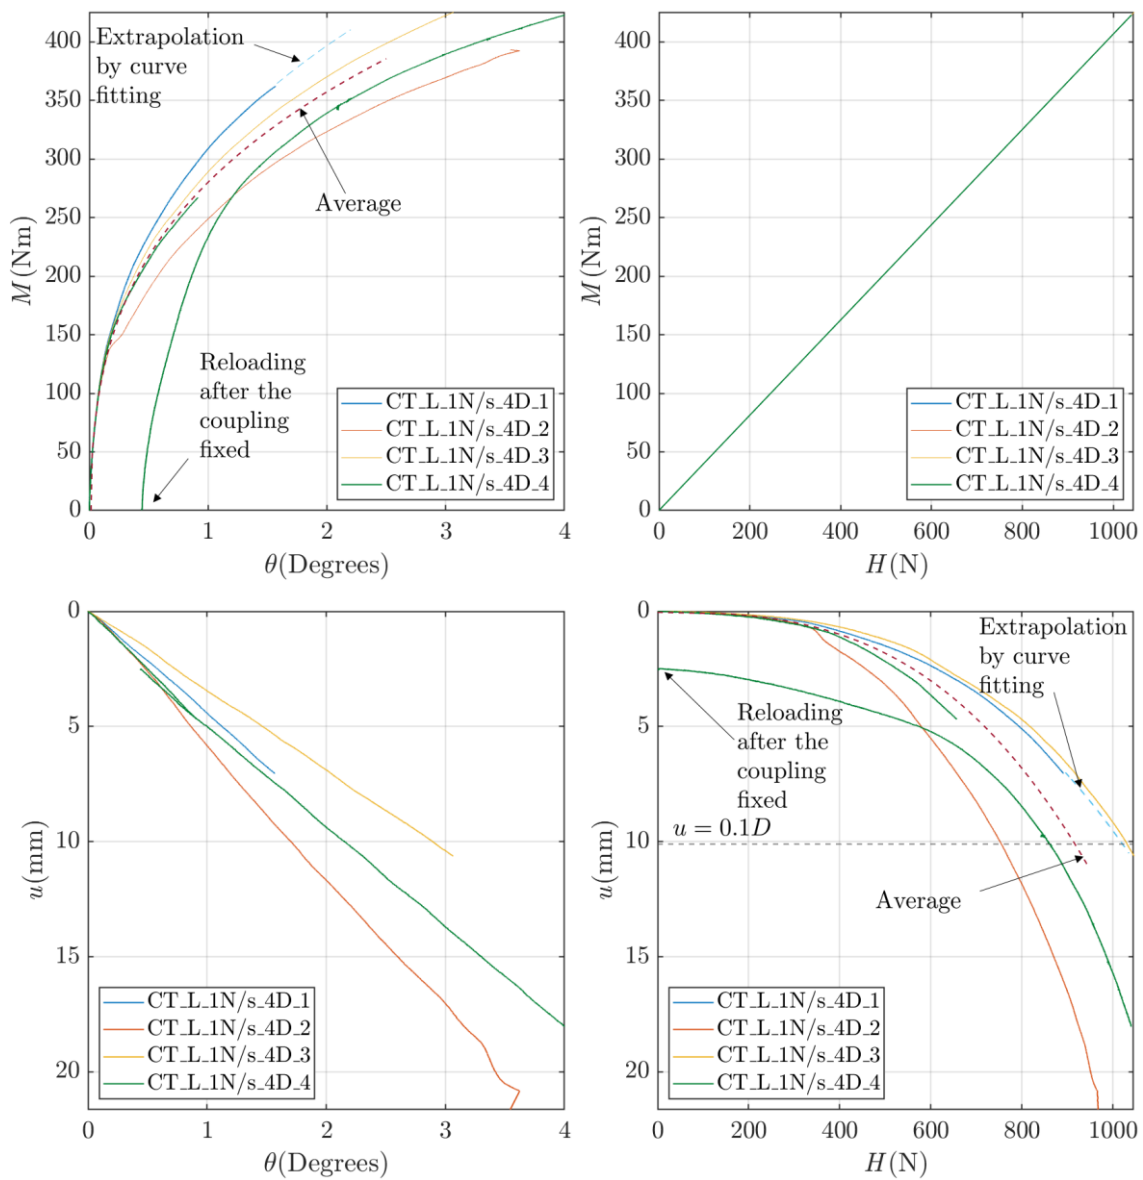 Extrapolation
by curve
fitting
Average
Reloading
after the
coupling
fixed
CT_L_1N/s_4D_1
CT_L_1N/s_4D_2
CT_L_1N/s_4D_3
CT_L_1N/s_4D_4
400
350
300
250
200
150
100
50
0
M(Nm)
0 1 2 3 4
θ(Degrees)
400
350
300
250
200
150
100
50
0
M(Nm)
CT_L_1N/s_4D_1
CT_L_1N/s_4D_2
CT_L_1N/s_4D_3
CT_L_1N/s_4D_4
0 200 400 600 800 1000
H(N)
0
5
10
15
20
u(mm)
CT_L_1N/s_4D_1
CT_L_1N/s_4D_2
CT_L_1N/s_4D_3
CT_L_1N/s_4D_4
0 1 2 3 4
θ(Degrees)
0
5
10
15
20
u(mm)
Extrapolation
by curve
fitting
Reloading
after the
coupling
fixed
u = 0.1D
Average
CT_L_1N/s_4D_1
CT_L_1N/s_4D_2
CT_L_1N/s_4D_3
CT_L_1N/s_4D_4
0 200 400 600 800 1000
H(N)